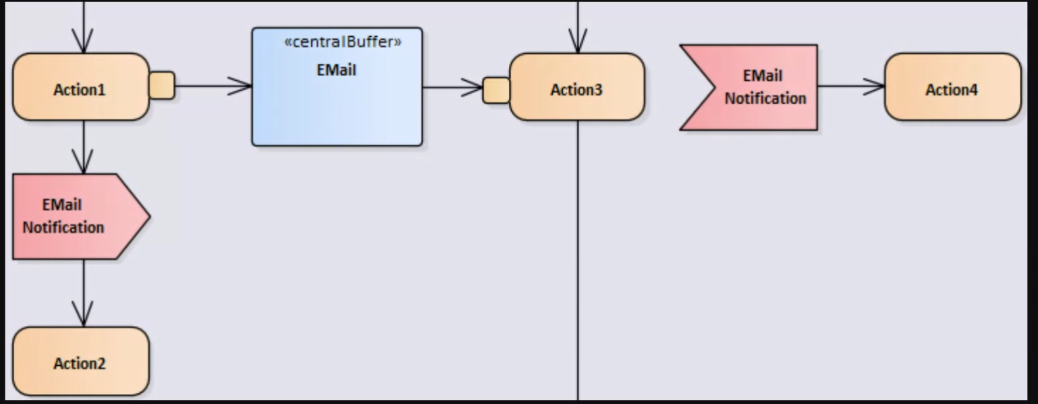 «centralBuffer»
EMail
Action1
Action3
EMail
Notification
Action4
EMail
Notification
Action2